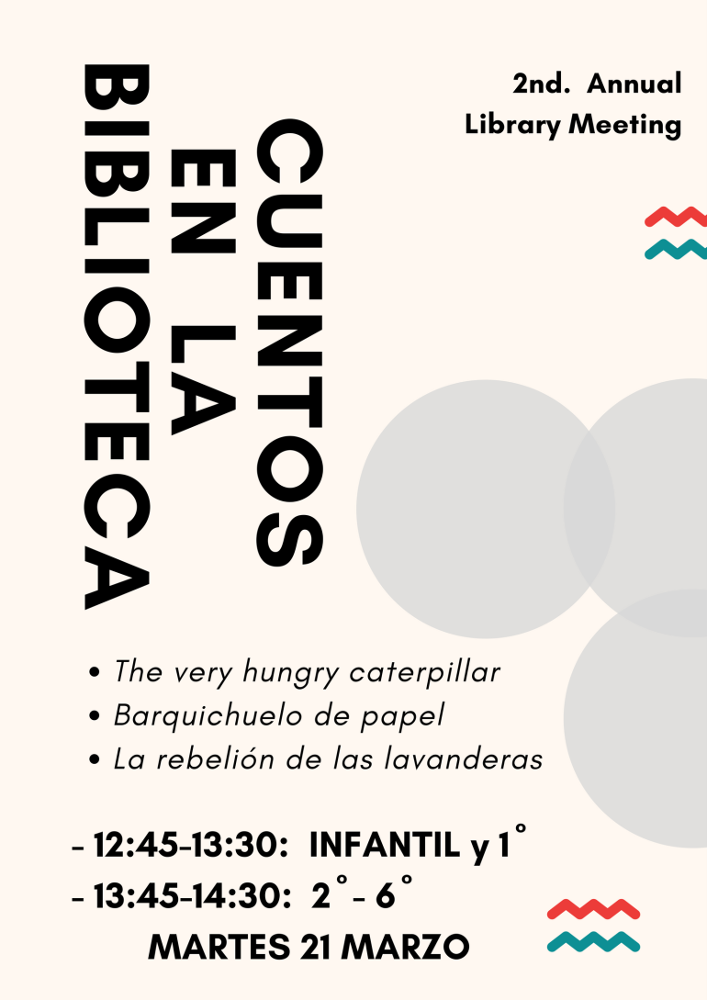 CUENTOS
EN LA
BIBLIOTECA
2nd. Annual
Library Meeting
• The very hungry caterpillar
• Barquichuelo de papel
• La rebelión de las lavanderas
- 12:45-13:30: INFANTIL y 1°
- 13:45-14:30: 2°- 6°
MARTES 21 MARZO